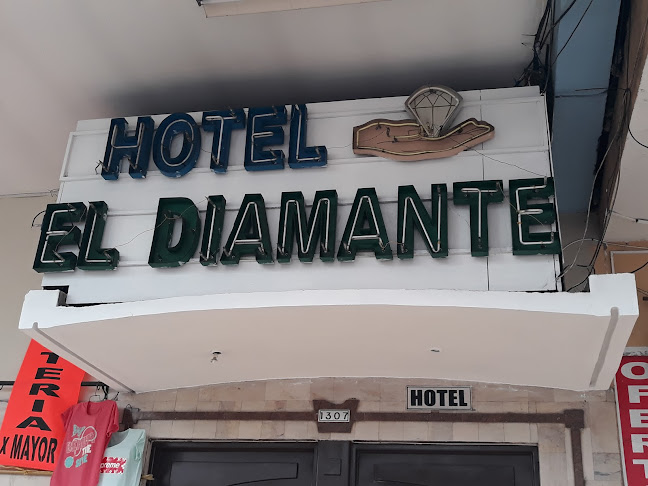 HOTEL
EL DIAMANTE
HOTEL
1307
TERIA
X MAYOR
OFERT